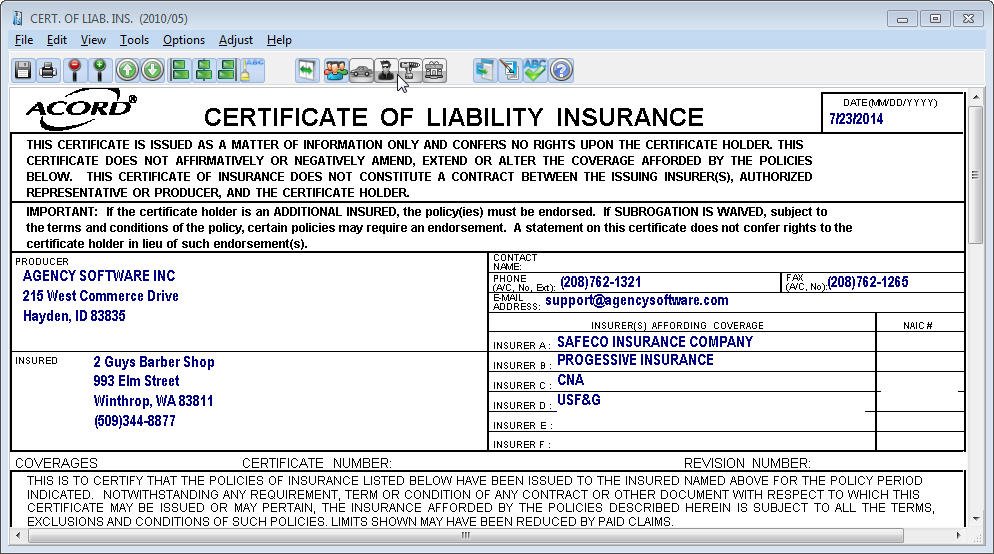 CERT. OF LIAB. INS. (2010/05)
File Edit View Tools Options Adjust Help
ABC ABC
ACORD® CERTIFICATE OF LIABILITY INSURANCE
DATE(MM/DD/YYYY)
7/23/2014
THIS CERTIFICATE IS ISSUED AS A MATTER OF INFORMATION ONLY AND CONFERS NO RIGHTS UPON THE CERTIFICATE HOLDER. THIS
CERTIFICATE DOES NOT AFFIRMATIVELY OR NEGATIVELY AMEND, EXTEND OR ALTER THE COVERAGE AFFORDED BY THE POLICIES
BELOW. THIS CERTIFICATE OF INSURANCE DOES NOT CONSTITUTE A CONTRACT BETWEEN THE ISSUING INSURER(S), AUTHORIZED
REPRESENTATIVE OR PRODUCER, AND THE CERTIFICATE HOLDER.
IMPORTANT: If the certificate holder is an ADDITIONAL INSURED, the policy(ies) must be endorsed. If SUBROGATION IS WAIVED, subject to
the terms and conditions of the policy, certain policies may require an endorsement. A statement on this certificate does not confer rights to the
certificate holder in lieu of such endorsement(s).
PRODUCER
AGENCY SOFTWARE INC
215 West Commerce Drive
Hayden, ID 83835
CONTACT
NAME:
PHONE
(A/C, No, Ext): (208)762-1321
FAX
(A/C, No): (208)762-1265
E-MAIL
ADDRESS: support@agencysoftware.com
INSURER(S) AFFORDING COVERAGE NAIC #
INSURER A : SAFECO INSURANCE COMPANY
INSURER B : PROGESSIVE INSURANCE
INSURER C : CNA
INSURER D : USF&G
INSURER E :
INSURER F :
INSURED
2 Guys Barber Shop
993 Elm Street
Winthrop, WA 83811
(509)344-8877
COVERAGES CERTIFICATE NUMBER: REVISION NUMBER:
THIS IS TO CERTIFY THAT THE POLICIES OF INSURANCE LISTED BELOW HAVE BEEN ISSUED TO THE INSURED NAMED ABOVE FOR THE POLICY PERIOD
INDICATED. NOTWITHSTANDING ANY REQUIREMENT, TERM OR CONDITION OF ANY CONTRACT OR OTHER DOCUMENT WITH RESPECT TO WHICH THIS
CERTIFICATE MAY BE ISSUED OR MAY PERTAIN, THE INSURANCE AFFORDED BY THE POLICIES DESCRIBED HEREIN IS SUBJECT TO ALL THE TERMS,
EXCLUSIONS AND CONDITIONS OF SUCH POLICIES. LIMITS SHOWN MAY HAVE BEEN REDUCED BY PAID CLAIMS.